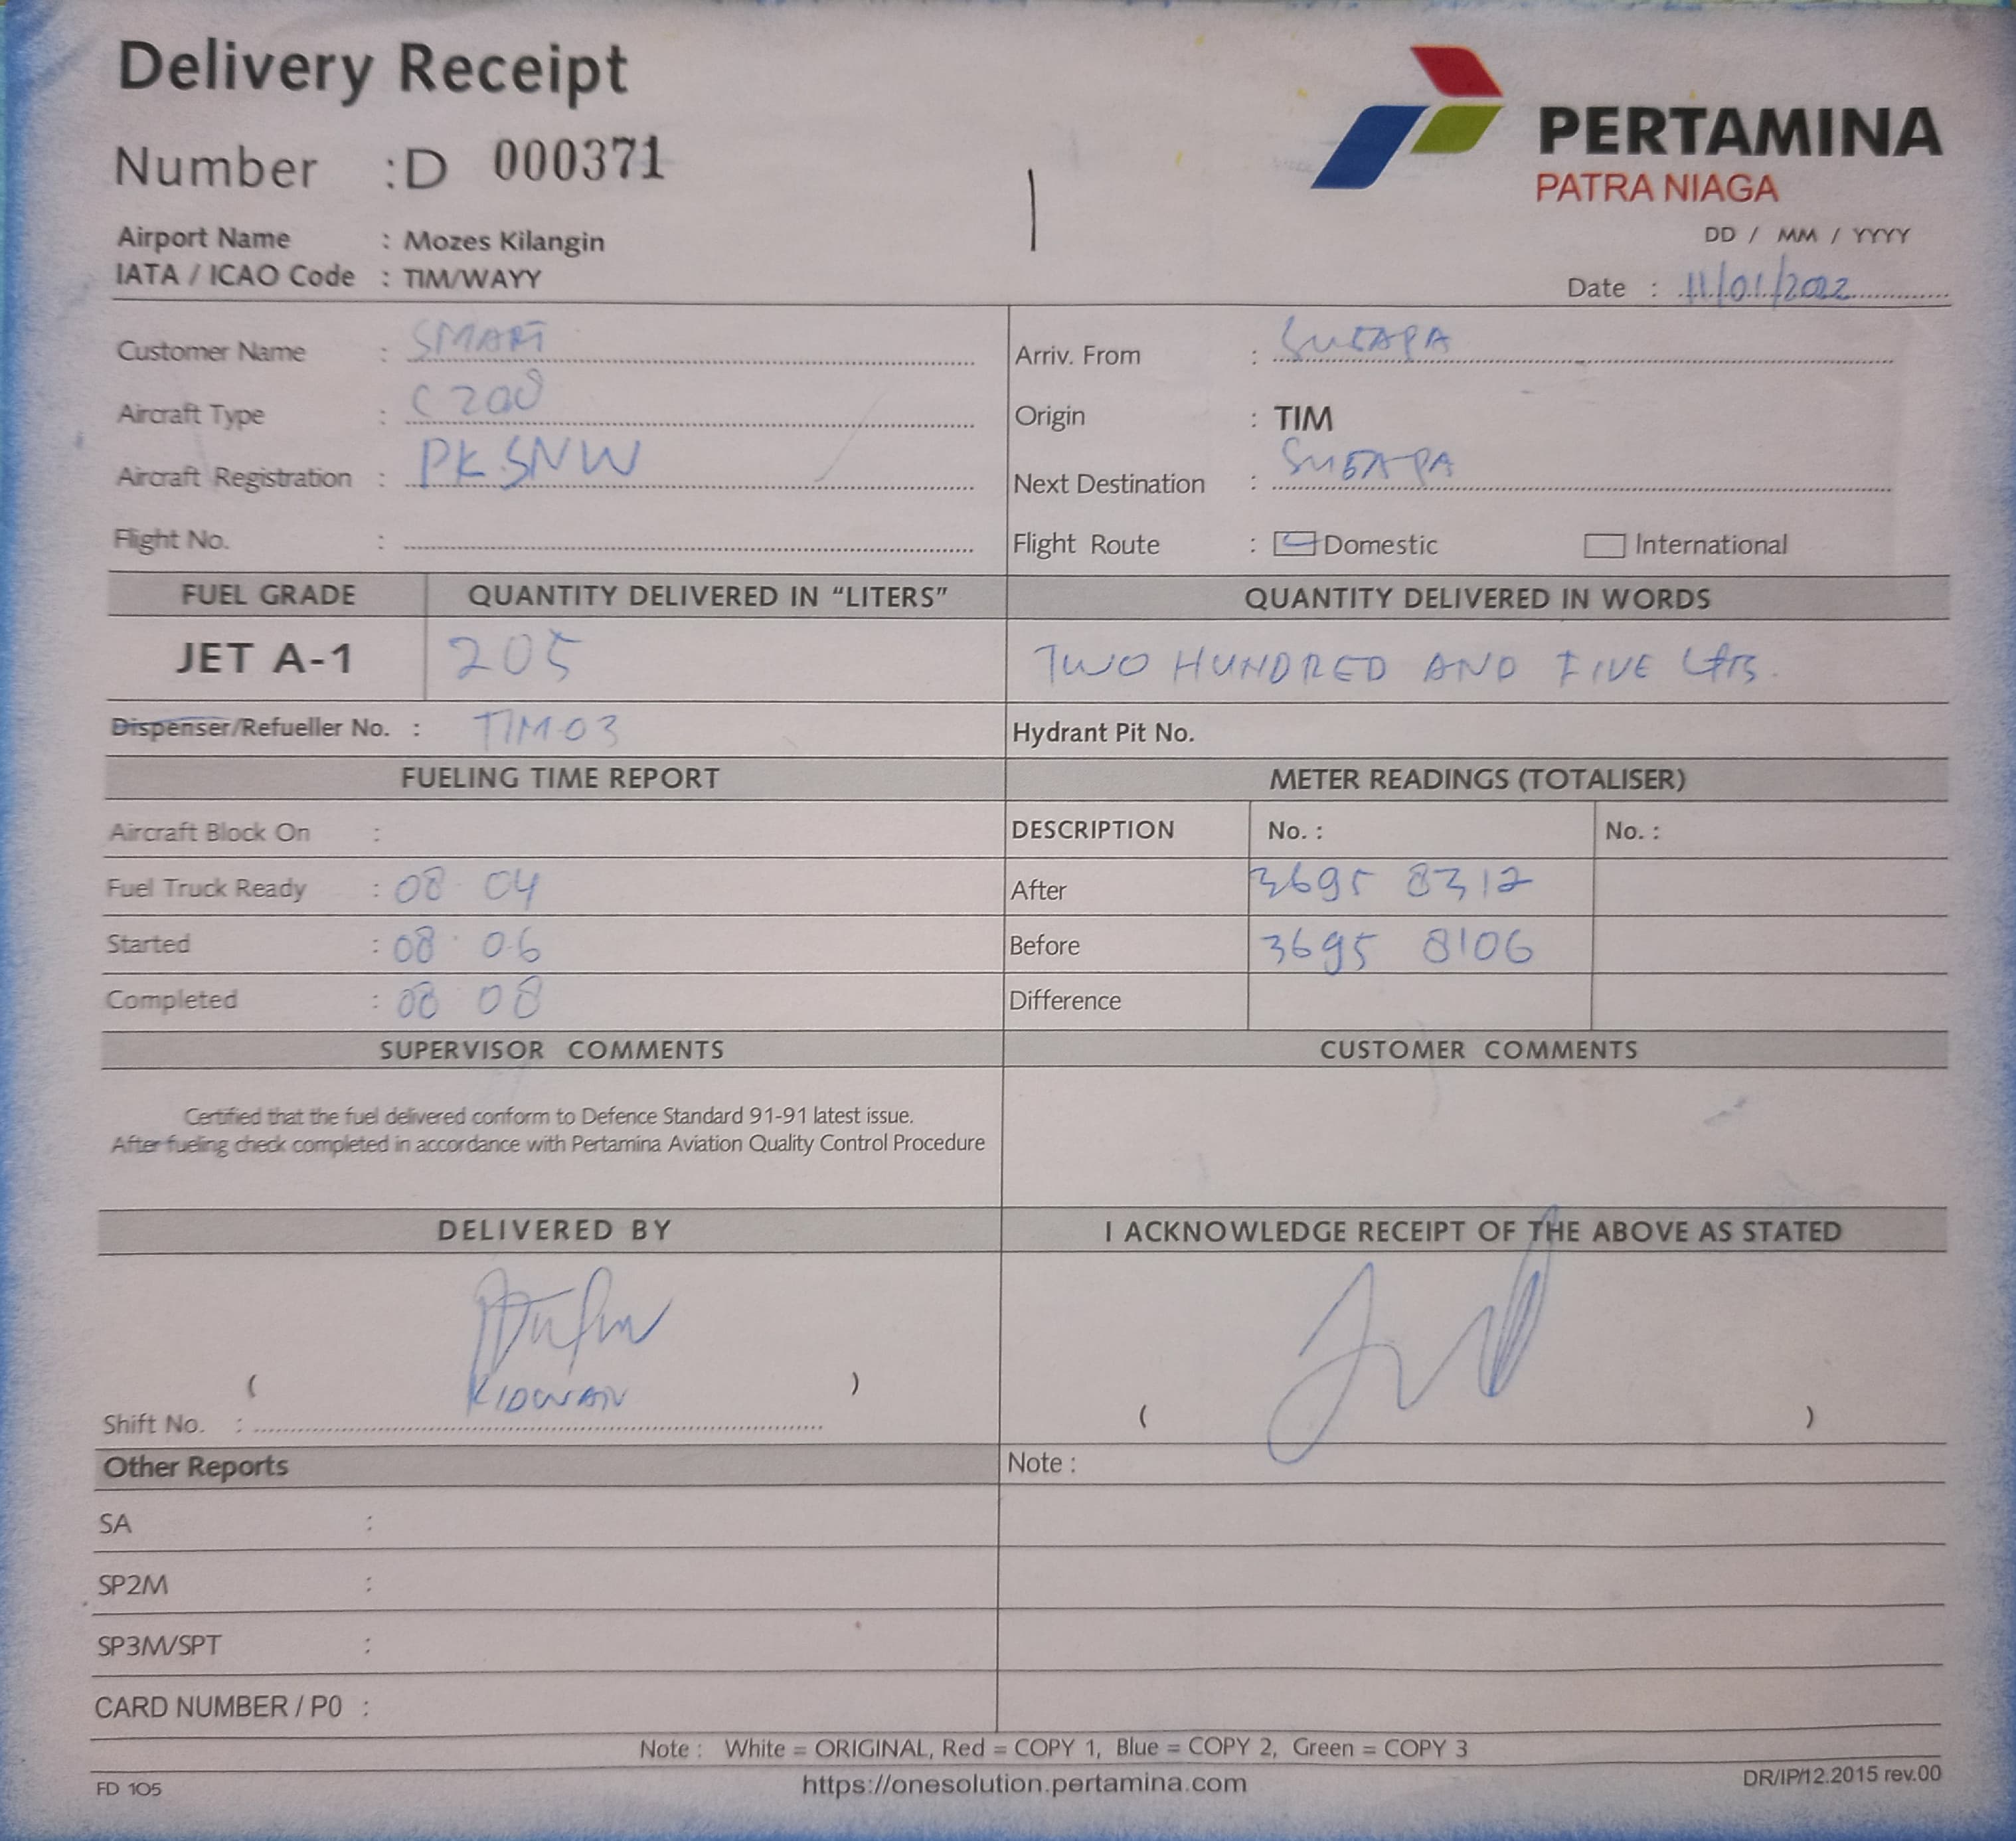 Delivery Receipt
Number : D 000371
PERTAMINA
PATRA NIAGA
Airport Name : Mozes Kilangin
IATA / ICAO Code : TIM/WAYY
DD / MM / YYYY
Date : 11/01/2022
Customer Name : SMART
Arriv. From :
Aircraft Type : C208
Origin : TIM
Aircraft Registration : PK SNW
Next Destination :
Flight No. :
Flight Route : Domestic International
FUEL GRADE QUANTITY DELIVERED IN “LITERS” QUANTITY DELIVERED IN WORDS
JET A-1 205 TWO HUNDRED AND FIVE Ltrs.
Dispenser/Refueller No. : TIM 03
Hydrant Pit No.
FUELING TIME REPORT METER READINGS (TOTALISER)
Aircraft Block On :
DESCRIPTION No. : No. :
Fuel Truck Ready : 08 04
After 3695 8312
Started : 08 06
Before 3695 8106
Completed : 08 08
Difference
SUPERVISOR COMMENTS CUSTOMER COMMENTS
Certified that the fuel delivered conform to Defence Standard 91-91 latest issue.
After fueling check completed in accordance with Pertamina Aviation Quality Control Procedure
DELIVERED BY I ACKNOWLEDGE RECEIPT OF THE ABOVE AS STATED
( KIDWAN )
( )
Shift No. :
Other Reports Note :
SA :
SP2M :
SP3M/SPT :
CARD NUMBER / P0 :
Note : White = ORIGINAL, Red = COPY 1, Blue = COPY 2, Green = COPY 3
FD 105 https://onesolution.pertamina.com DR/IP/12.2015 rev.00